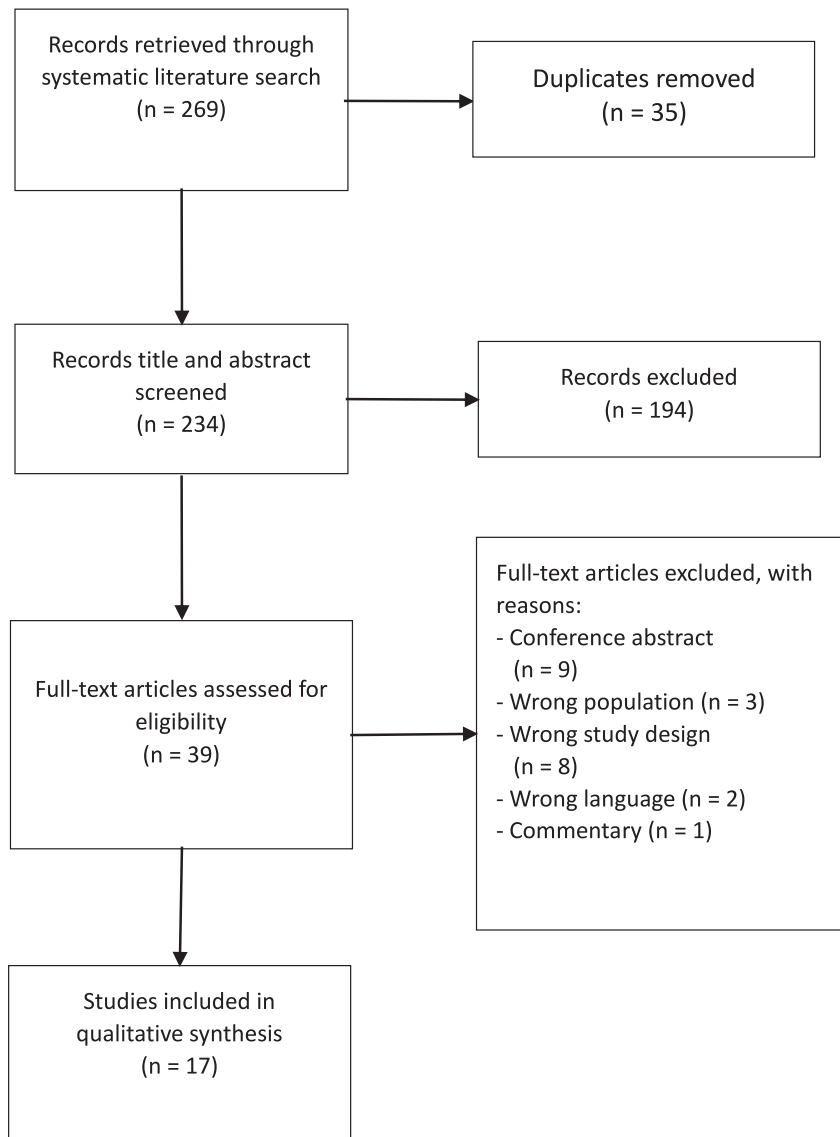 Records retrieved through
systematic literature search
(n = 269)
Duplicates removed
(n = 35)
Records title and abstract
screened
(n = 234)
Records excluded
(n = 194)
Full-text articles assessed for
eligibility
(n = 39)
Full-text articles excluded, with
reasons:
- Conference abstract
(n = 9)
- Wrong population (n = 3)
- Wrong study design
(n = 8)
- Wrong language (n = 2)
- Commentary (n = 1)
Studies included in
qualitative synthesis
(n = 17)